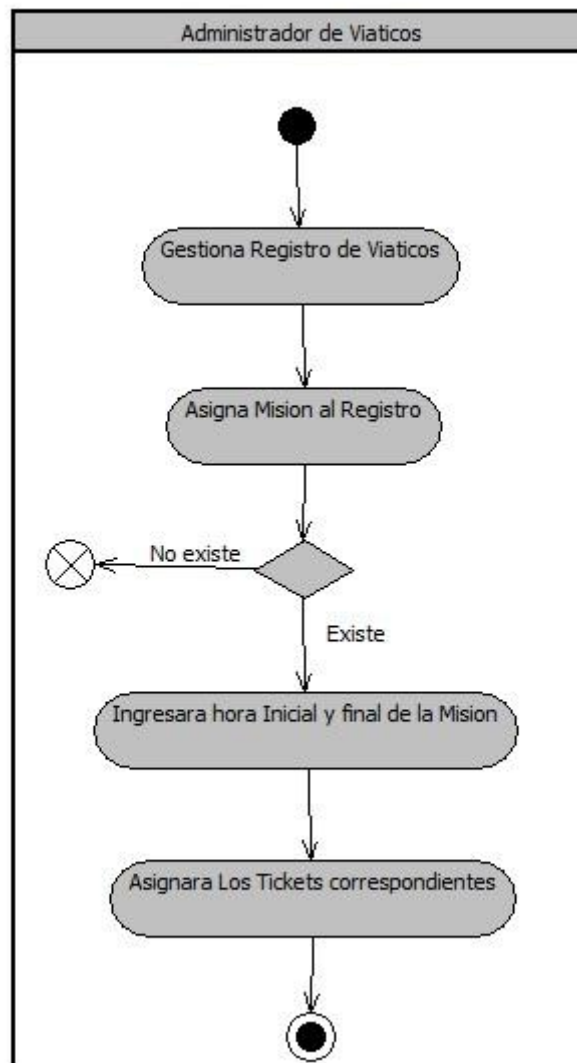 Administrador de Viaticos
Gestiona Registro de Viaticos
Asigna Mision al Registro
No existe
Existe
Ingresara hora Inicial y final de la Mision
Asignara Los Tickets correspondientes